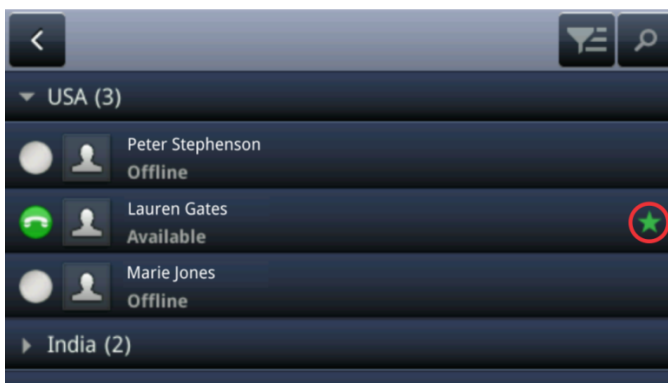 USA (3)
Peter Stephenson
Offline
Lauren Gates
Available
Marie Jones
Offline
India (2)